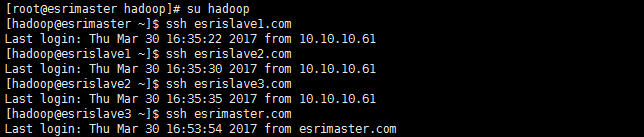 [root@esrimaster hadoop]# su hadoop
[hadoop@esrimaster ~]$ ssh esrislave1.com
Last login: Thu Mar 30 16:35:22 2017 from 10.10.10.61
[hadoop@esrislave1 ~]$ ssh esrislave2.com
Last login: Thu Mar 30 16:35:30 2017 from 10.10.10.61
[hadoop@esrislave2 ~]$ ssh esrislave3.com
Last login: Thu Mar 30 16:35:35 2017 from 10.10.10.61
[hadoop@esrislave3 ~]$ ssh esrimaster.com
Last login: Thu Mar 30 16:53:54 2017 from esrimaster.com